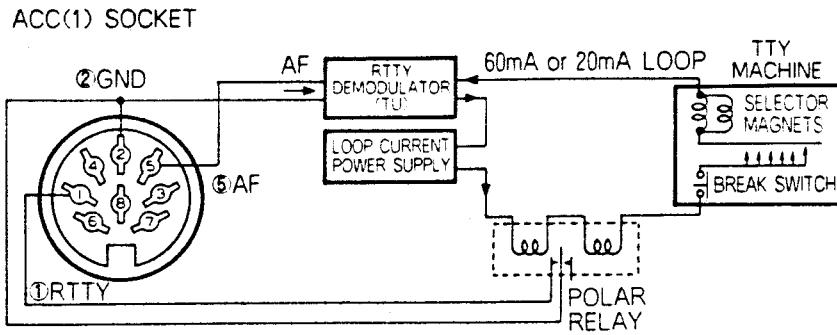 ACC(1) SOCKET
②GND
AF
RTTY
DEMODULATOR
(TU)
60mA or 20mA LOOP
TTY
MACHINE
SELECTOR
MAGNETS
LOOP CURRENT
POWER SUPPLY
BREAK SWITCH
⑤AF
4
2
5
1
8
3
6
7
①RTTY
POLAR
RELAY